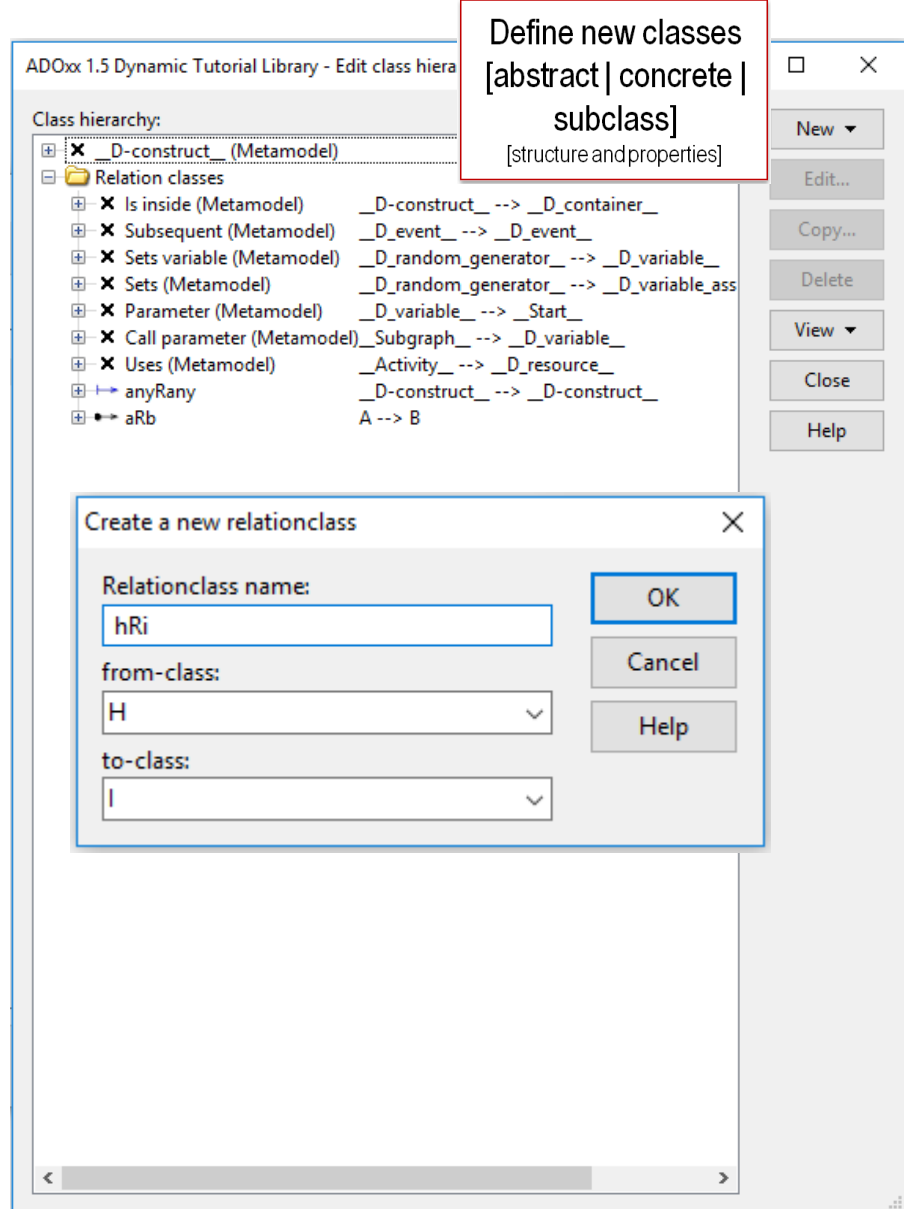 Define new classes
[abstract | concrete |
subclass]
[structure and properties]
ADOxx 1.5 Dynamic Tutorial Library - Edit class hiera
Class hierarchy:
__D-construct__ (Metamodel)
Relation classes
Is inside (Metamodel) __D-construct__ --> __D_container__
Subsequent (Metamodel) __D_event__ --> __D_event__
Sets variable (Metamodel) __D_random_generator__ --> __D_variable__
Sets (Metamodel) __D_random_generator__ --> __D_variable_ass
Parameter (Metamodel) __D_variable__ --> __Start__
Call parameter (Metamodel) __Subgraph__ --> __D_variable__
Uses (Metamodel) __Activity__ --> __D_resource__
anyRany __D-construct__ --> __D-construct__
aRb A --> B
New
Edit...
Copy...
Delete
View
Close
Help
Create a new relationclass
Relationclass name:
hRi
from-class:
H
to-class:
I
OK
Cancel
Help